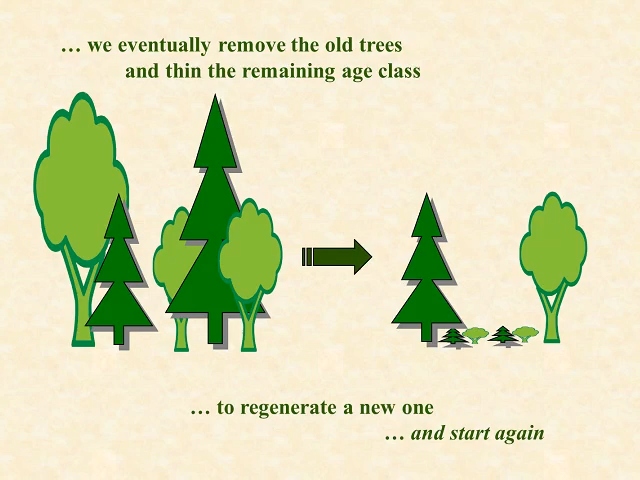 … we eventually remove the old trees
and thin the remaining age class
… to regenerate a new one
… and start again